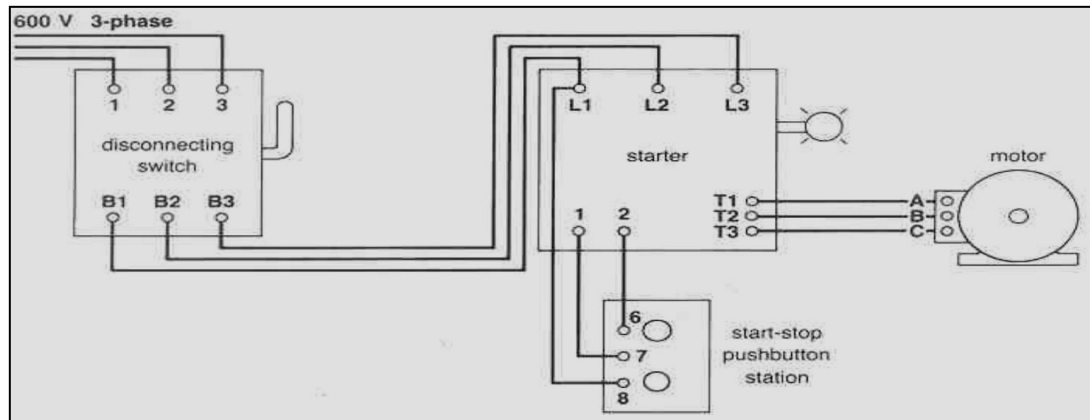 600 V 3-phase
1 2 3
disconnecting
switch
B1 B2 B3
L1 L2 L3
starter
1 2
T1
T2
T3
motor
A
B
C
6
7
8
start-stop
pushbutton
station